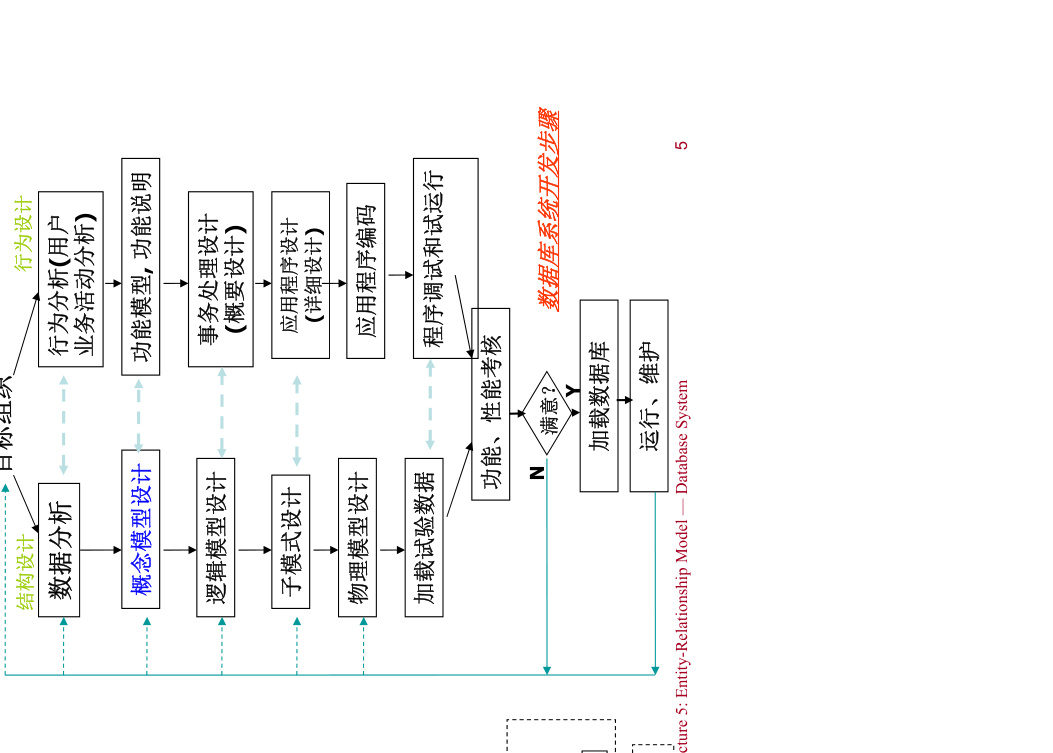 数据库系统开发步骤
目标组织
结构设计
行为设计
数据分析
行为分析(用户
业务活动分析)
概念模型设计
功能模型,功能说明
逻辑模型设计
事务处理设计
(概要设计)
子模式设计
应用程序设计
(详细设计)
物理模型设计
应用程序编码
加载试验数据
程序调试和试运行
功能、性能考核
满意?
N
Y
加载数据库
运行、维护
cture 5: Entity-Relationship Model — Database System
5